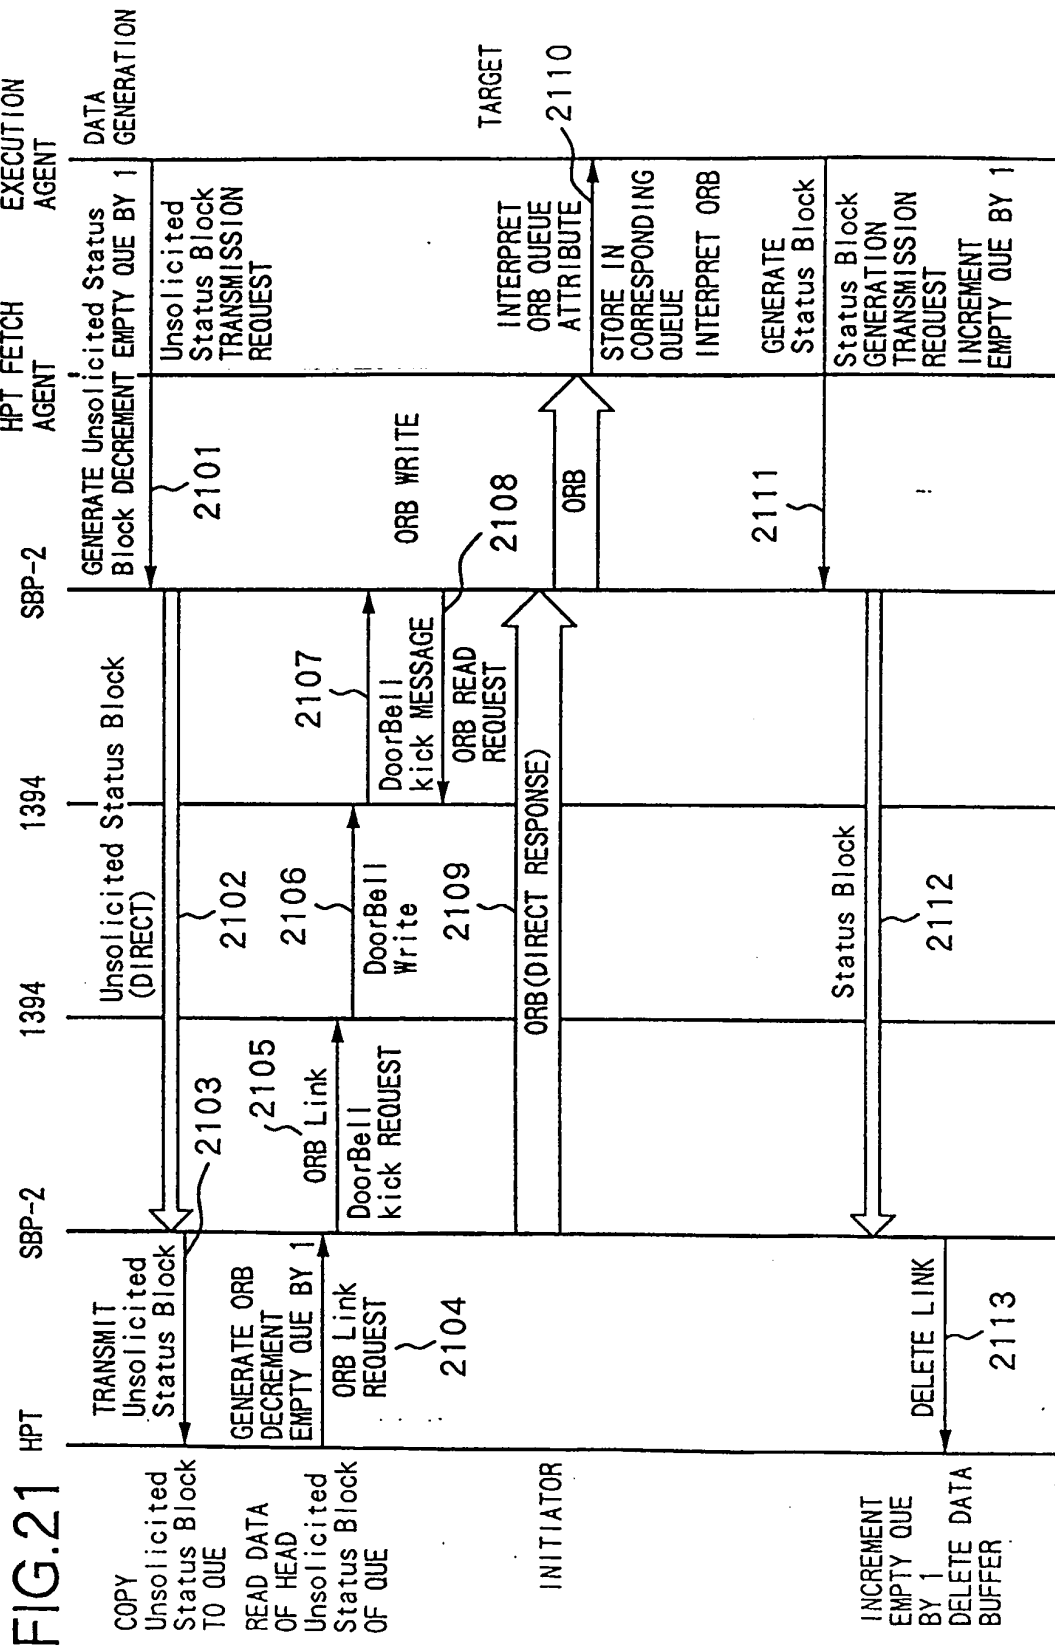 FIG.21
HPT
SBP-2
1394
1394
SBP-2
HPT FETCH
AGENT
EXECUTION
AGENT
COPY
Unsolicited
Status Block
TO QUE
READ DATA
OF HEAD
Unsolicited
Status Block
OF QUE
INITIATOR
INCREMENT
EMPTY QUE
BY 1
DELETE DATA
BUFFER
TRANSMIT
Unsolicited
Status Block
2103
GENERATE ORB
DECREMENT
EMPTY QUE BY 1
ORB Link
REQUEST
2104
DELETE LINK
2113
Unsolicited Status Block
(DIRECT)
2102
2105
ORB Link
DoorBell
kick REQUEST
2106
DoorBell
Write
2107
DoorBell
kick MESSAGE
ORB READ
REQUEST
2108
2109
ORB(DIRECT RESPONSE)
Status Block
2112
GENERATE Unsolicited Status
Block DECREMENT EMPTY QUE BY 1
2101
Unsolicited
Status Block
TRANSMISSION
REQUEST
ORB WRITE
ORB
INTERPRET
ORB QUEUE
ATTRIBUTE
STORE IN
CORRESPONDING
QUEUE
INTERPRET ORB
2110
GENERATE
Status Block
2111
Status Block
GENERATION
TRANSMISSION
REQUEST
INCREMENT
EMPTY QUE BY 1
DATA
GENERATION
TARGET